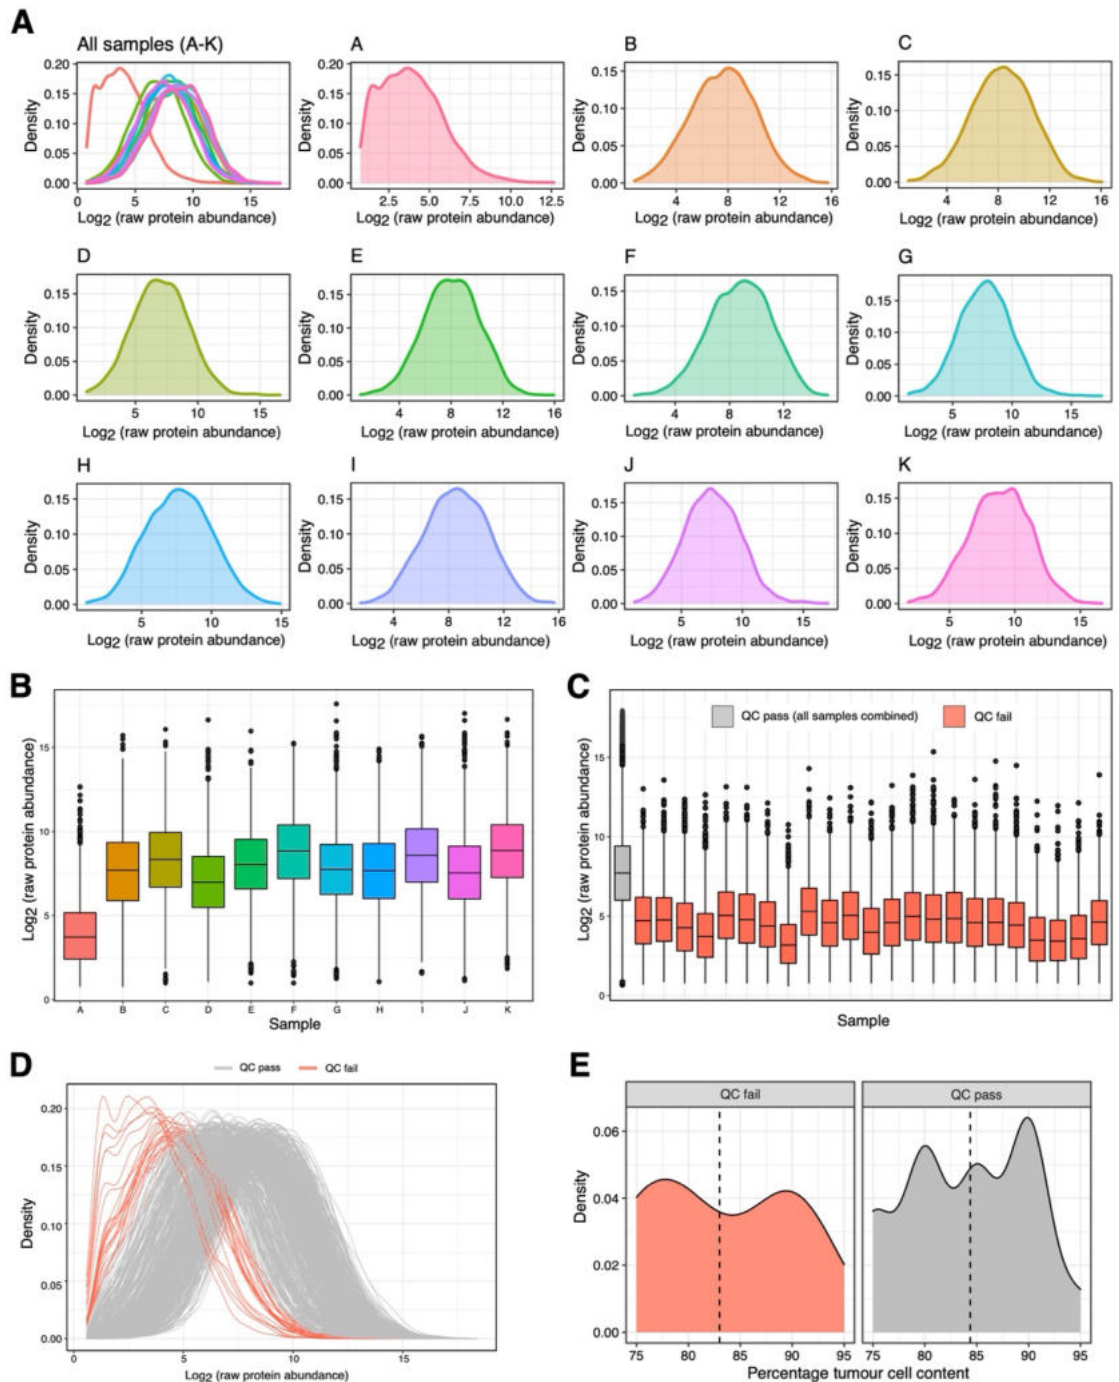 A
All samples (A-K)
A
B
C
0.20
0.15
0.10
0.05
0.00
0 5 10 15
Density
Log2 (raw protein abundance)
0.20
0.15
0.10
0.05
0.00
2.5 5.0 7.5 10.0 12.5
Density
Log2 (raw protein abundance)
0.15
0.10
0.05
0.00
4 8 12 16
Density
Log2 (raw protein abundance)
0.15
0.10
0.05
0.00
4 8 12 16
Density
Log2 (raw protein abundance)
D
E
F
G
0.15
0.10
0.05
0.00
5 10 15
Density
Log2 (raw protein abundance)
0.15
0.10
0.05
0.00
4 8 12 16
Density
Log2 (raw protein abundance)
0.15
0.10
0.05
0.00
4 8 12
Density
Log2 (raw protein abundance)
0.15
0.10
0.05
0.00
5 10 15
Density
Log2 (raw protein abundance)
H
I
J
K
0.15
0.10
0.05
0.00
5 10 15
Density
Log2 (raw protein abundance)
0.15
0.10
0.05
0.00
4 8 12 16
Density
Log2 (raw protein abundance)
0.15
0.10
0.05
0.00
5 10 15
Density
Log2 (raw protein abundance)
0.15
0.10
0.05
0.00
5 10 15
Density
Log2 (raw protein abundance)
B
Log2 (raw protein abundance)
15
10
5
0
A B C D E F G H I J K
Sample
C
QC pass (all samples combined) QC fail
Log2 (raw protein abundance)
15
10
5
0
Sample
D
QC pass QC fail
Density
0.20
0.15
0.10
0.05
0.00
0 5 10 15
Log2 (raw protein abundance)
E
QC fail QC pass
Density
0.06
0.04
0.02
0.00
75 80 85 90 95 75 80 85 90 95
Percentage tumour cell content